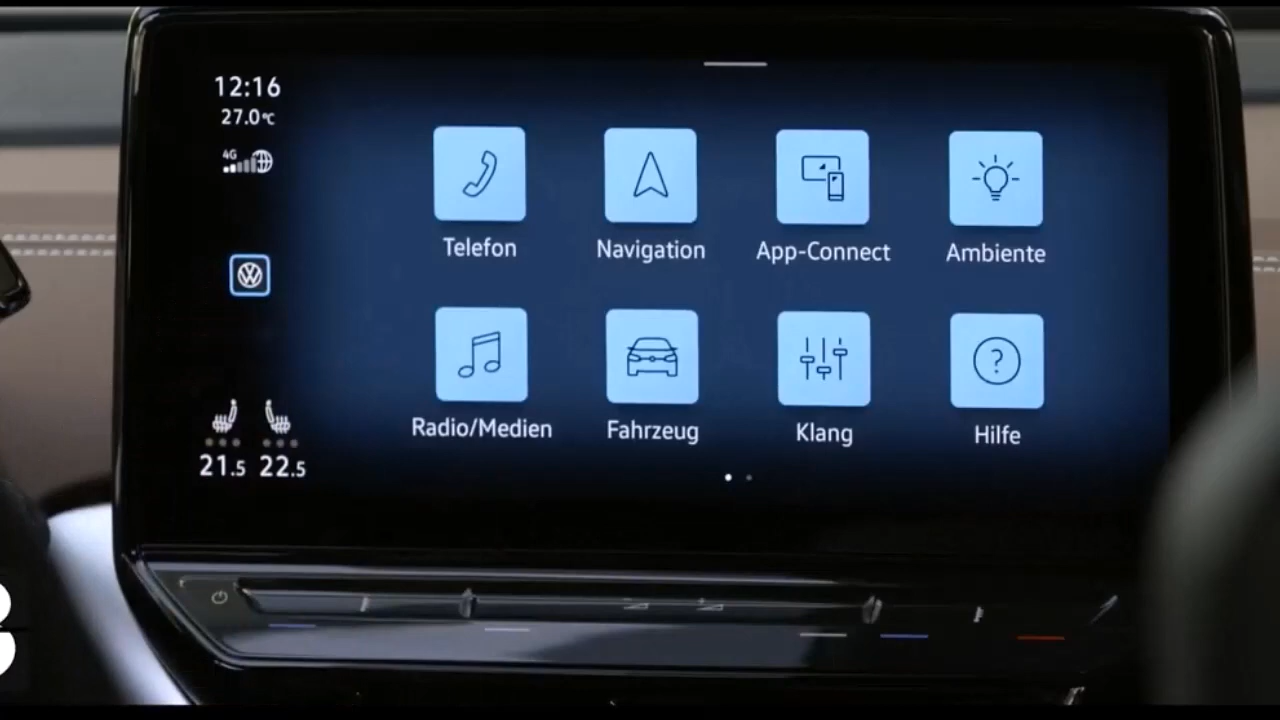 12:16
27.0°C
4G
Telefon
Navigation
App-Connect
Ambiente
Radio/Medien
Fahrzeug
Klang
?
Hilfe
21.5 22.5